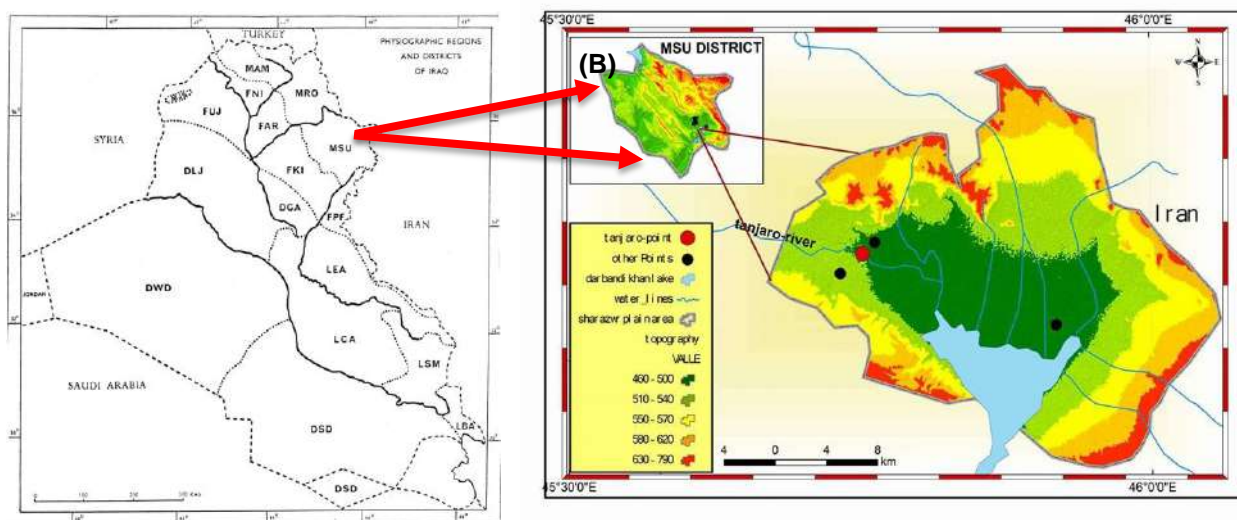 TURKEY
PHYSIOGRAPHIC REGIONS
AND DISTRICTS
OF IRAQ
MAM
FNI
MRO
FUJ
FAR
SYRIA
MSU
FKI
DLJ
DGA
FPF
IRAN
LEA
DWD
JORDAN
LCA
LSM
SAUDI ARABIA
LBA
DSD
DSD
45°30'0"E
46°0'0"E
(B)
MSU DISTRICT
Iran
tanjaro-river
tanjaro-point
other Points
darbandikhan lake
water_lines
sharazwr plain area
topography
VALLE
460 - 500
510 - 540
550 - 570
580 - 620
630 - 790
4 0 4 8
km
45°30'0"E
46°0'0"E